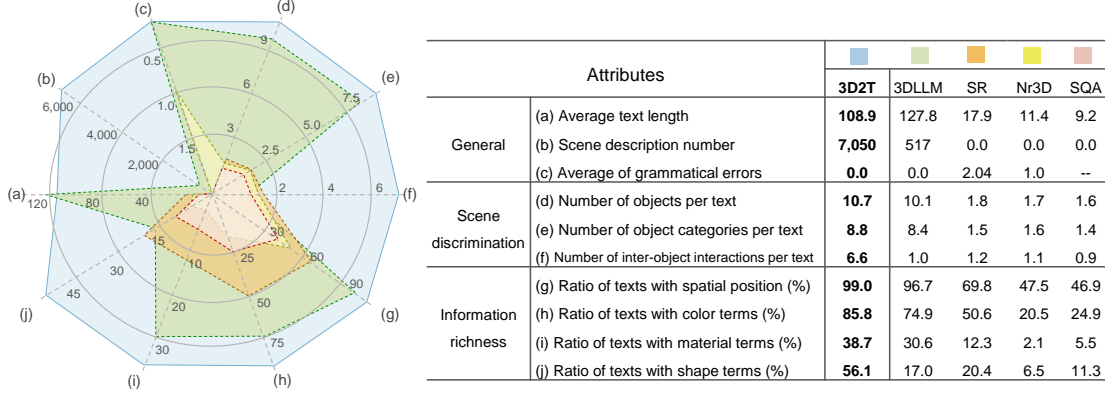 (c)
(d)
0.5
9
(b)
(e)
6,000
1.0
6
7.5
4,000
5.0
1.5
3
2.5
2,000
(a)
2
4
6
(f)
120
80
40
15
30
60
30
10
25
90
45
20
50
(j)
(g)
30
75
(i)
(h)
Attributes
3D2T 3DLLM SR Nr3D SQA
General
(a) Average text length 108.9 127.8 17.9 11.4 9.2
(b) Scene description number 7,050 517 0.0 0.0 0.0
(c) Average of grammatical errors 0.0 0.0 2.04 1.0 --
Scene discrimination
(d) Number of objects per text 10.7 10.1 1.8 1.7 1.6
(e) Number of object categories per text 8.8 8.4 1.5 1.6 1.4
(f) Number of inter-object interactions per text 6.6 1.0 1.2 1.1 0.9
Information richness
(g) Ratio of texts with spatial position (%) 99.0 96.7 69.8 47.5 46.9
(h) Ratio of texts with color terms (%) 85.8 74.9 50.6 20.5 24.9
(i) Ratio of texts with material terms (%) 38.7 30.6 12.3 2.1 5.5
(j) Ratio of texts with shape terms (%) 56.1 17.0 20.4 6.5 11.3